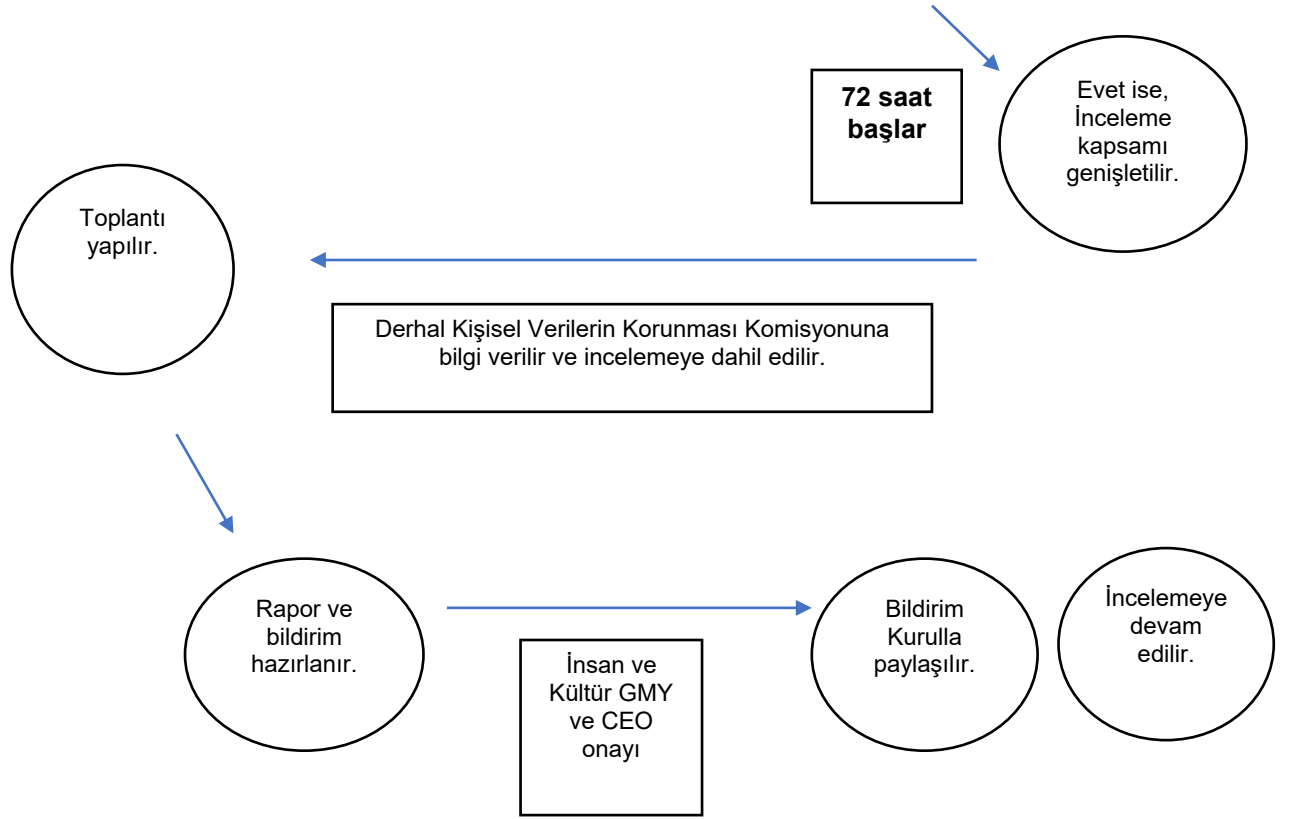 72 saat
başlar
Evet ise,
İnceleme
kapsamı
genişletilir.
Toplantı
yapılır.
Derhal Kişisel Verilerin Korunması Komisyonuna
bilgi verilir ve incelemeye dahil edilir.
Rapor ve
bildirim
hazırlanır.
İnsan ve
Kültür GMY
ve CEO
onayı
Bildirim
Kurulla
paylaşılır.
İncelemeye
devam
edilir.